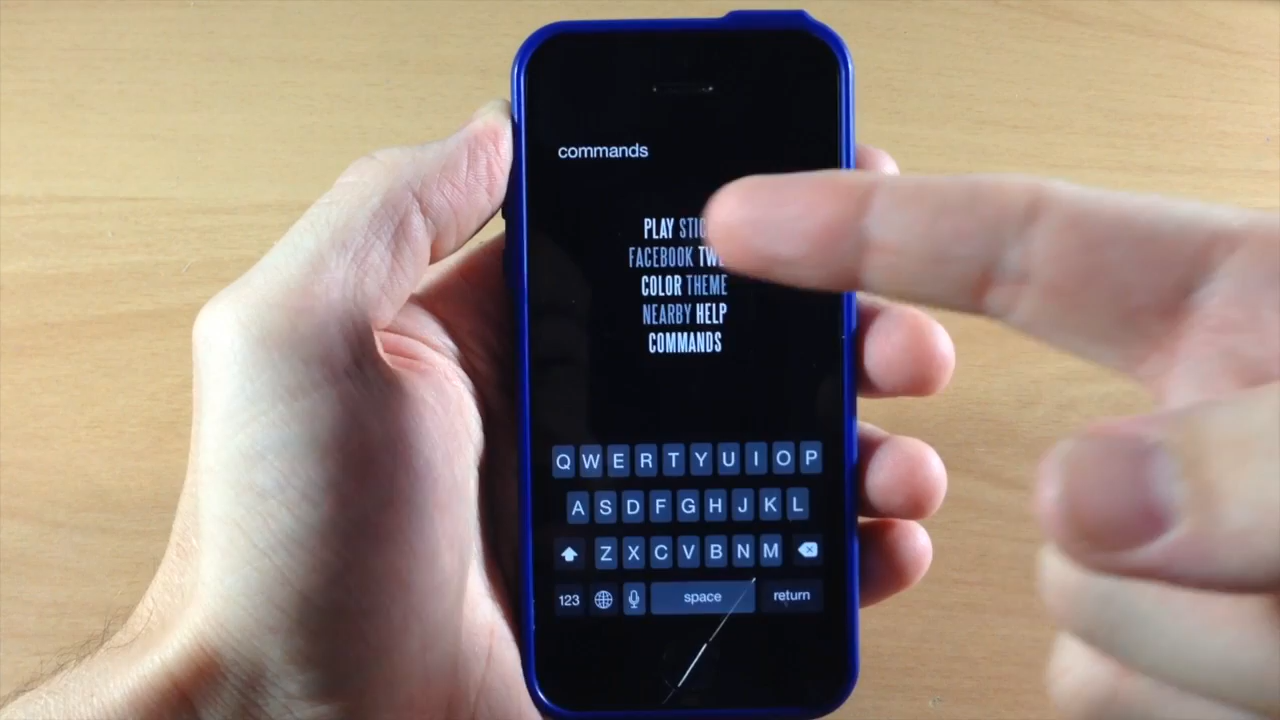 commands
PLAY
FACEBOOK
COLOR THEME
NEARBY HELP
COMMANDS
Q W E R T Y U I O P
A S D F G H J K L
Z X C V B N M
123 space return